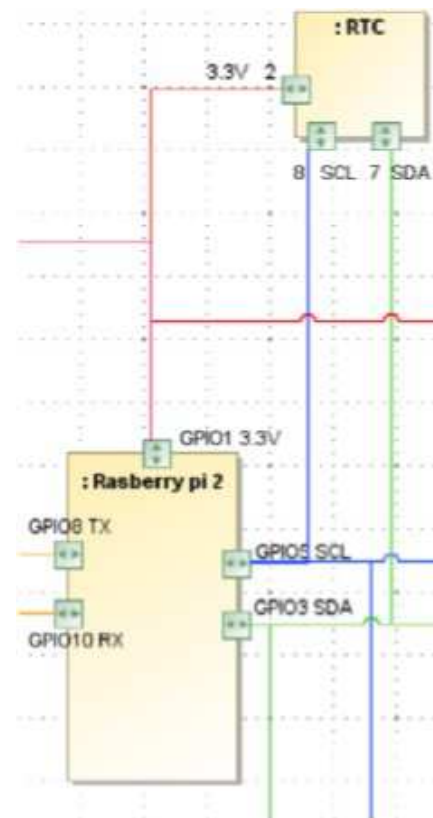 : RTC
3.3V 2
8 SCL 7 SDA
GPIO1 3.3V
: Rasberry pi 2
GPIO8 TX
GPIO5 SCL
GPIO3 SDA
GPIO10 RX